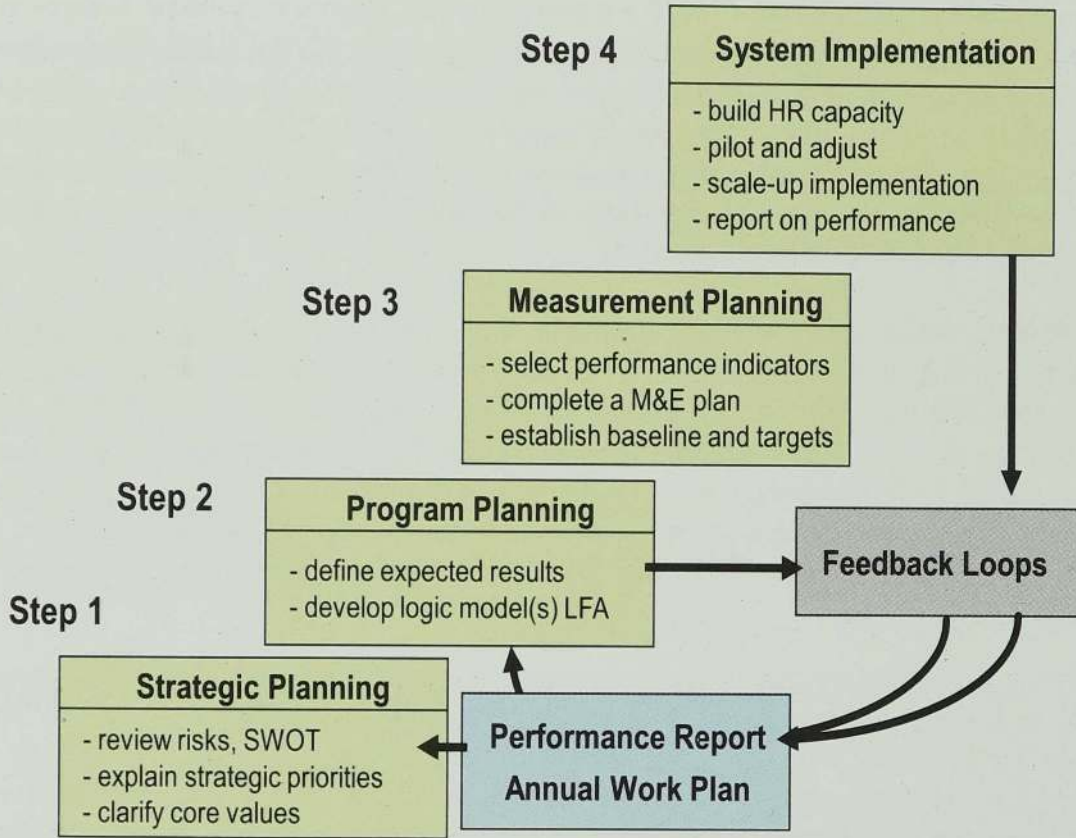 Step 4
System Implementation
- build HR capacity
- pilot and adjust
- scale-up implementation
- report on performance
Step 3
Measurement Planning
- select performance indicators
- complete a M&E plan
- establish baseline and targets
Step 2
Program Planning
- define expected results
- develop logic model(s) LFA
Feedback Loops
Step 1
Strategic Planning
- review risks, SWOT
- explain strategic priorities
- clarify core values
Performance Report
Annual Work Plan